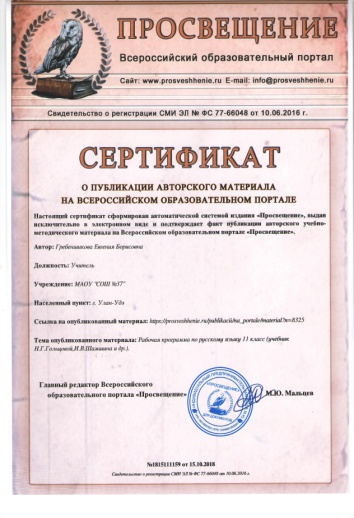 ПРОСВЕЩЕНИЕ
Всероссийский образовательный портал
Сайт: www.prosveshhenie.ru E-mail: info@prosveshhenie.ru
Свидетельство о регистрации СМИ ЭЛ № ФС 77-66048 от 10.06.2016 г.
СЕРТИФИКАТ
О ПУБЛИКАЦИИ АВТОРСКОГО МАТЕРИАЛА
НА ВСЕРОССИЙСКОМ ОБРАЗОВАТЕЛЬНОМ ПОРТАЛЕ
Настоящий сертификат сформирован автоматической системой издания «Просвещение», выдан
исключительно в электронном виде и подтверждает факт публикации авторского учебно-
методического материала на Всероссийском образовательном портале «Просвещение».
Автор: Евгения Борисовна
Должность: Учитель
Учреждение: МАОУ "СОШ №37"
Населенный пункт: г. Улан-Удэ
Ссылка на опубликованный материал: https://prosveshhenie.ru/publikacii/na_portale/material?n=8325
Тема опубликованного материала: Рабочая программа по русскому языку 11 класс (учебник
Н.Г.Гольцовой,И.В.Шамшина и др.).
Главный редактор Всероссийского
образовательного портала «Просвещение»
М.Ю. Мальцев
№1815111159 от 15.10.2018
Свидетельство о регистрации СМИ ЭЛ № ФС 77-66048 от 10.06.2016 г.